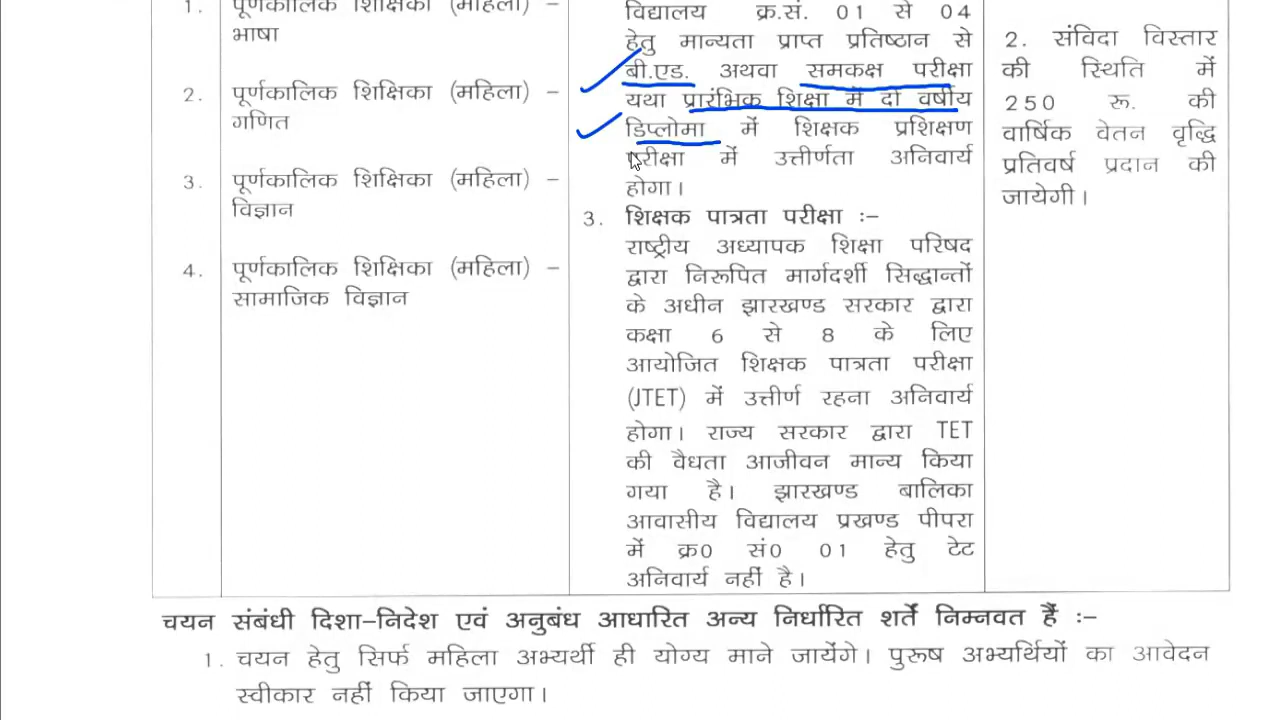 1. पूर्णकालिक शिक्षिका (महिला) –
भाषा
2. पूर्णकालिक शिक्षिका (महिला) –
गणित
3. पूर्णकालिक शिक्षिका (महिला) –
विज्ञान
4. पूर्णकालिक शिक्षिका (महिला) –
सामाजिक विज्ञान
विद्यालय क्र.सं. 01 से 04
हेतु मान्यता प्राप्त प्रतिष्ठान से
बी.एड. अथवा समकक्ष परीक्षा
यथा प्रारंभिक शिक्षा में दो वर्षीय
डिप्लोमा में शिक्षक प्रशिक्षण
परीक्षा में उत्तीर्णता अनिवार्य
होगा।
3. शिक्षक पात्रता परीक्षा :–
राष्ट्रीय अध्यापक शिक्षा परिषद
द्वारा निरूपित मार्गदर्शी सिद्धान्तों
के अधीन झारखण्ड सरकार द्वारा
कक्षा 6 से 8 के लिए
आयोजित शिक्षक पात्रता परीक्षा
(JTET) में उत्तीर्ण रहना अनिवार्य
होगा। राज्य सरकार द्वारा TET
की वैधता आजीवन मान्य किया
गया है। झारखण्ड बालिका
आवासीय विद्यालय प्रखण्ड पीपरा
में क्र0 सं0 01 हेतु टेट
अनिवार्य नहीं है।
2. संविदा विस्तार
की स्थिति में
250 रू. की
वार्षिक वेतन वृद्धि
प्रतिवर्ष प्रदान की
जायेगी।
चयन संबंधी दिशा–निदेश एवं अनुबंध आधारित अन्य निर्धारित शर्तें निम्नवत हैं :–
1. चयन हेतु सिर्फ महिला अभ्यर्थी ही योग्य माने जायेंगे। पुरूष अभ्यर्थियों का आवेदन
स्वीकार नहीं किया जाएगा।